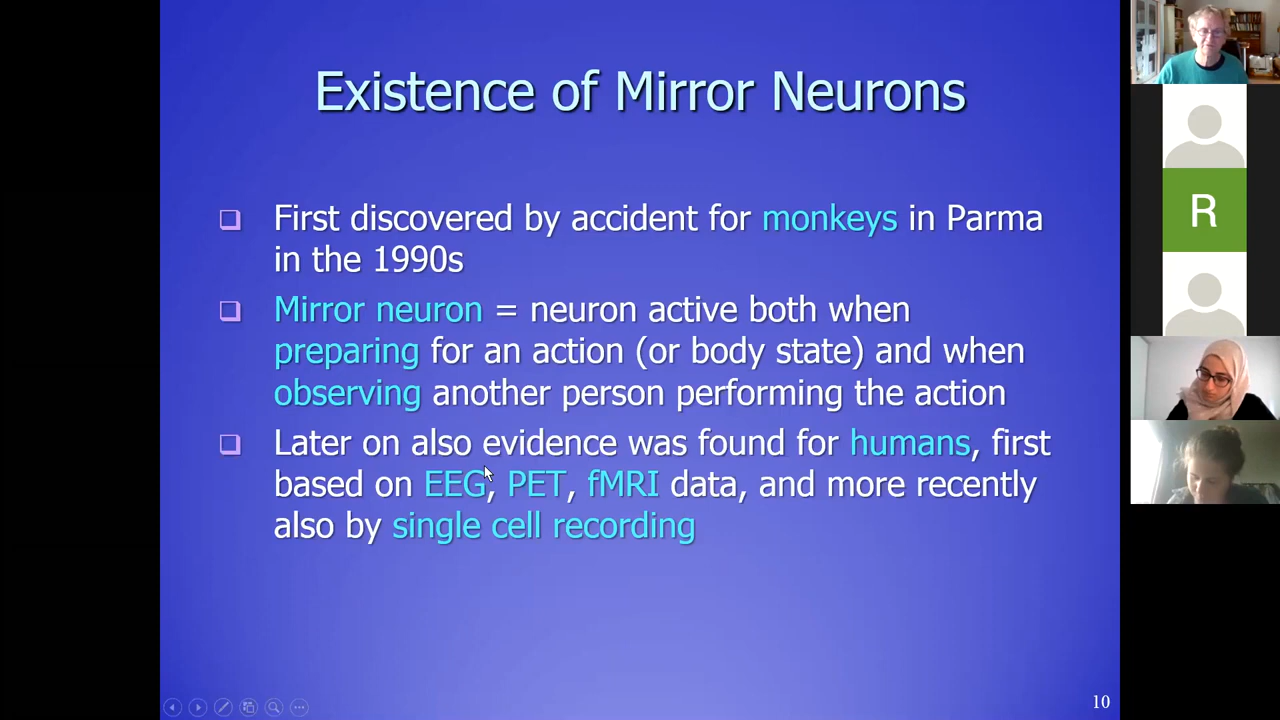 Existence of Mirror Neurons
First discovered by accident for monkeys in Parma
in the 1990s
Mirror neuron = neuron active both when
preparing for an action (or body state) and when
observing another person performing the action
Later on also evidence was found for humans, first
based on EEG, PET, fMRI data, and more recently
also by single cell recording
10
R